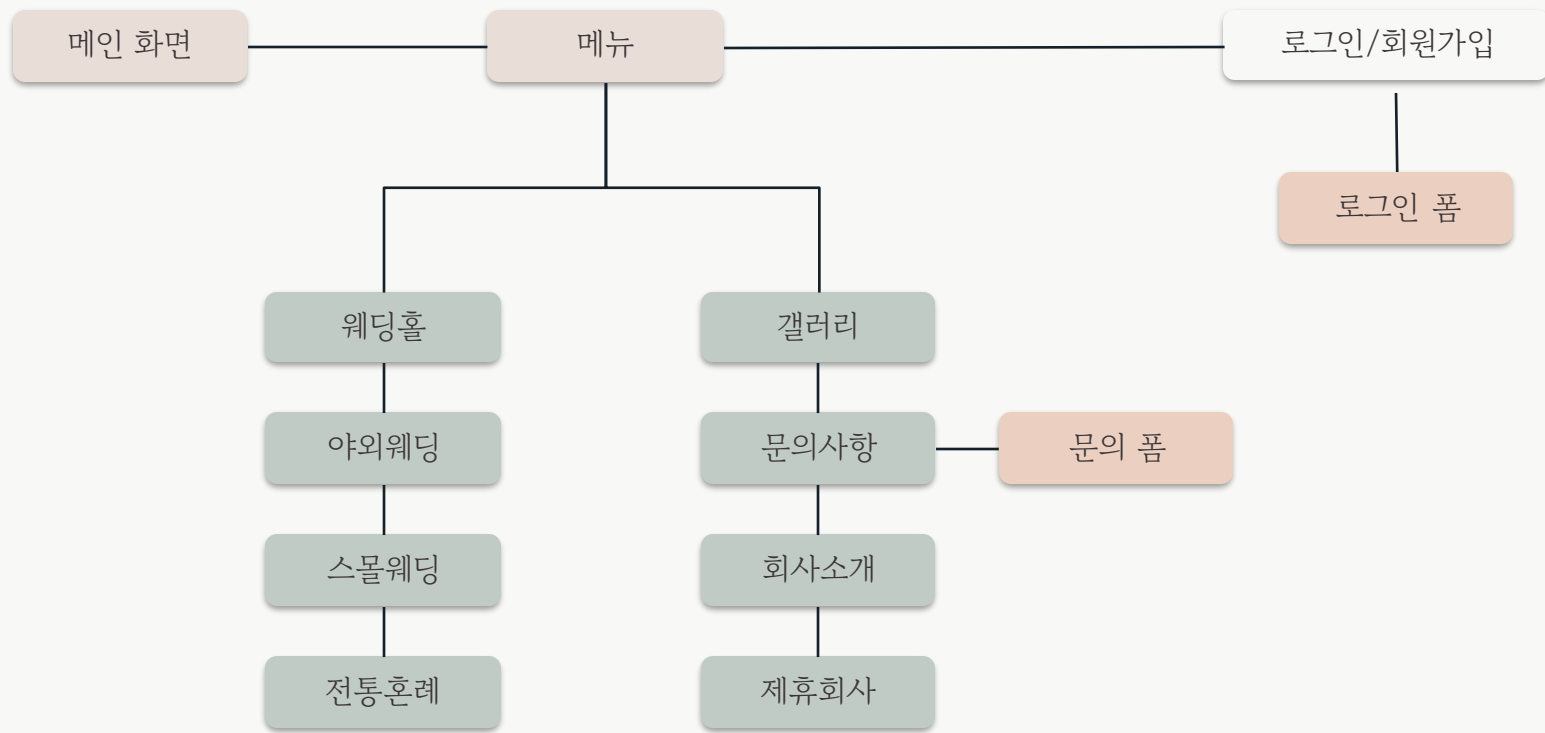 메인 화면
메뉴
로그인/회원가입
로그인 폼
웨딩홀
갤러리
야외웨딩
문의사항
문의 폼
스몰웨딩
회사소개
전통혼례
제휴회사